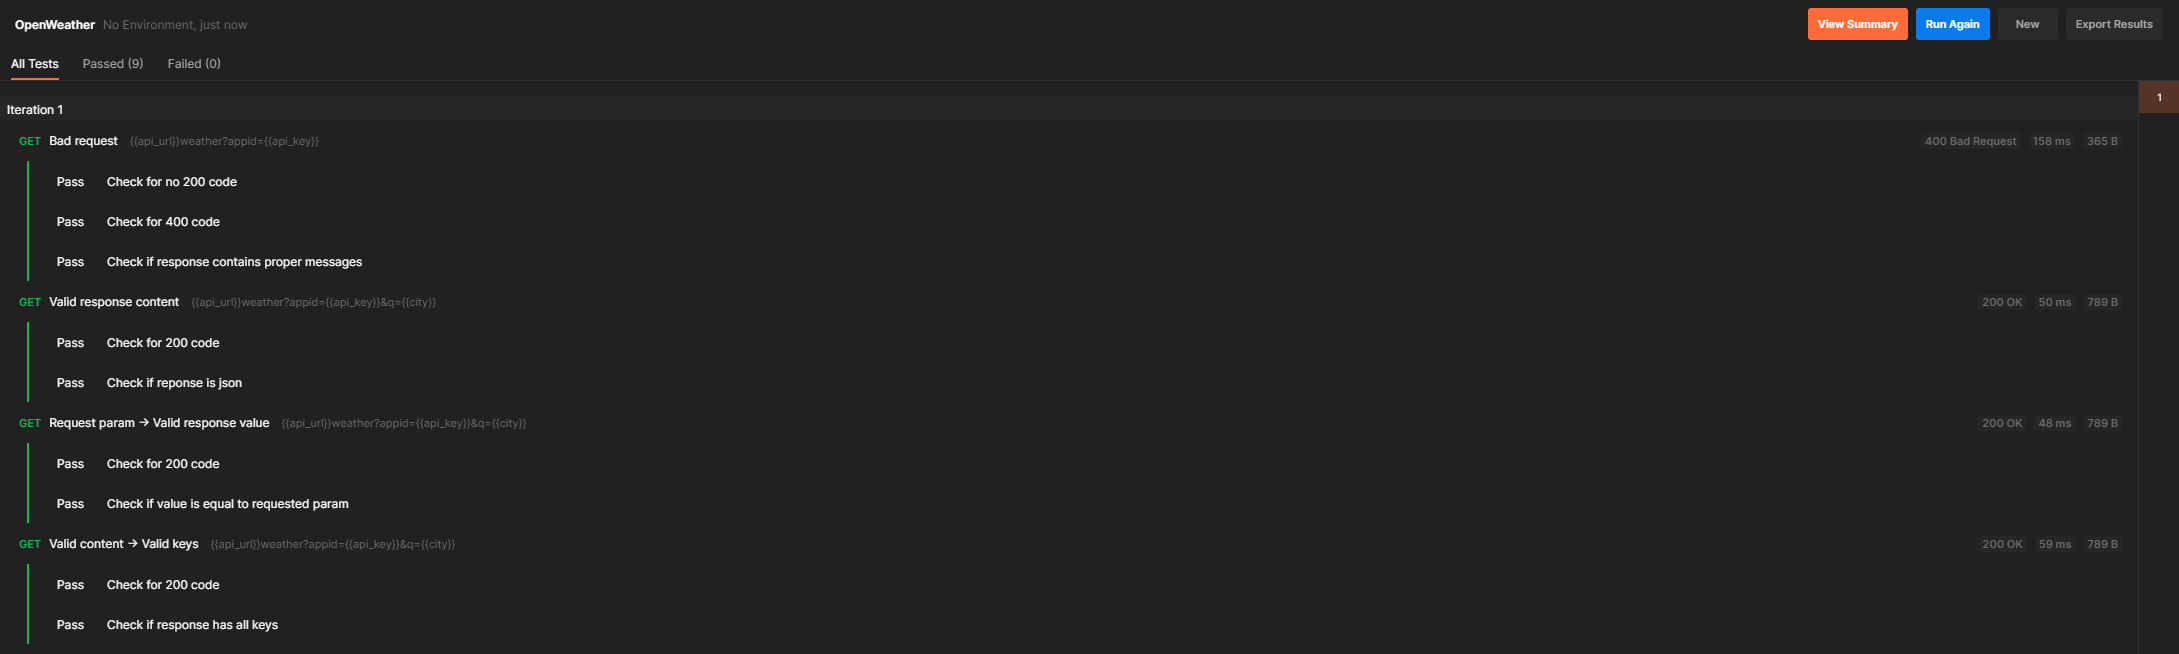 OpenWeather No Environment, just now View Summary Run Again New Export Results
All Tests Passed (9) Failed (0)
1
Iteration 1
GET Bad request {{api_url}}weather?appid={{api_key}} 400 Bad Request 158 ms 365 B
Pass Check for no 200 code
Pass Check for 400 code
Pass Check if response contains proper messages
GET Valid response content {{api_url}}weather?appid={{api_key}}&q={{city}} 200 OK 50 ms 789 B
Pass Check for 200 code
Pass Check if reponse is json
GET Request param → Valid response value {{api_url}}weather?appid={{api_key}}&q={{city}} 200 OK 48 ms 789 B
Pass Check for 200 code
Pass Check if value is equal to requested param
GET Valid content → Valid keys {{api_url}}weather?appid={{api_key}}&q={{city}} 200 OK 59 ms 789 B
Pass Check for 200 code
Pass Check if response has all keys